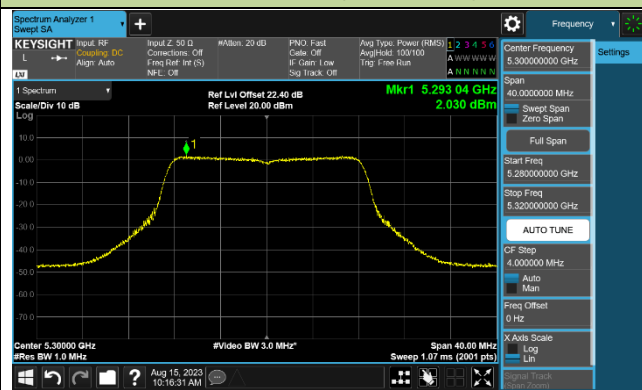 Spectrum Analyzer 1
Swept SA
Frequency
KEYSIGHT
Input: RF
Coupling: DC
Align: Auto
Input Z: 50 Ω
Corrections: Off
Freq Ref: Int (S)
NFE: Off
#Atten: 20 dB
PNO: Fast
Gate: Off
IF Gain: Low
Sig Track: Off
Avg Type: Power (RMS)
Avg|Hold: 100/100
Trig: Free Run
1 2 3 4 5 6
A W W W W W
A N N N N N
L
LXI
1 Spectrum
Scale/Div 10 dB
Log
Ref Lvl Offset 22.40 dB
Ref Level 20.00 dBm
Mkr1 5.293 04 GHz
2.030 dBm
1
10.0
0.00
-10.0
-20.0
-30.0
-40.0
-50.0
-60.0
-70.0
Center 5.30000 GHz
#Res BW 1.0 MHz
#Video BW 3.0 MHz*
Span 40.00 MHz
Sweep 1.07 ms (2001 pts)
Aug 15, 2023
10:16:31 AM
Center Frequency
5.300000000 GHz
Settings
Span
40.0000000 MHz
Swept Span
Zero Span
Full Span
Start Freq
5.280000000 GHz
Stop Freq
5.320000000 GHz
AUTO TUNE
CF Step
4.000000 MHz
Auto
Man
Freq Offset
0 Hz
X Axis Scale
Log
Lin
Signal Track
(Span Zoom)